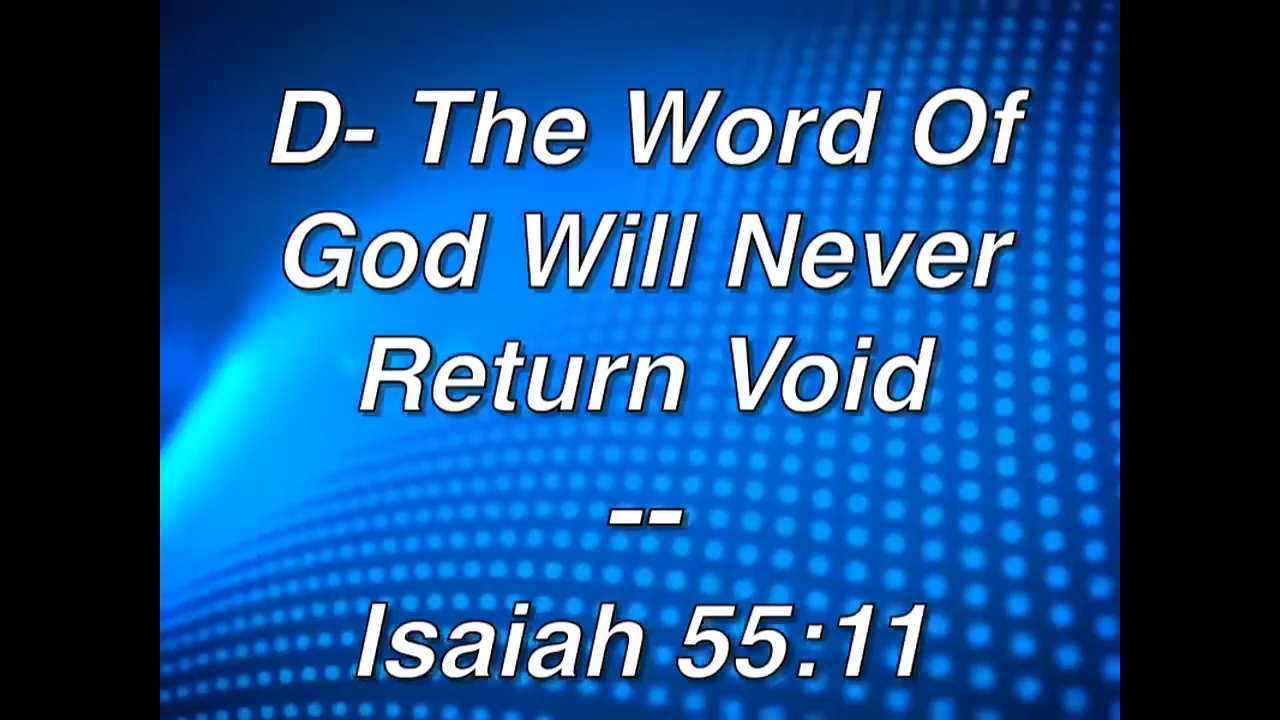 D- The Word Of
God Will Never
Return Void
--
Isaiah 55:11